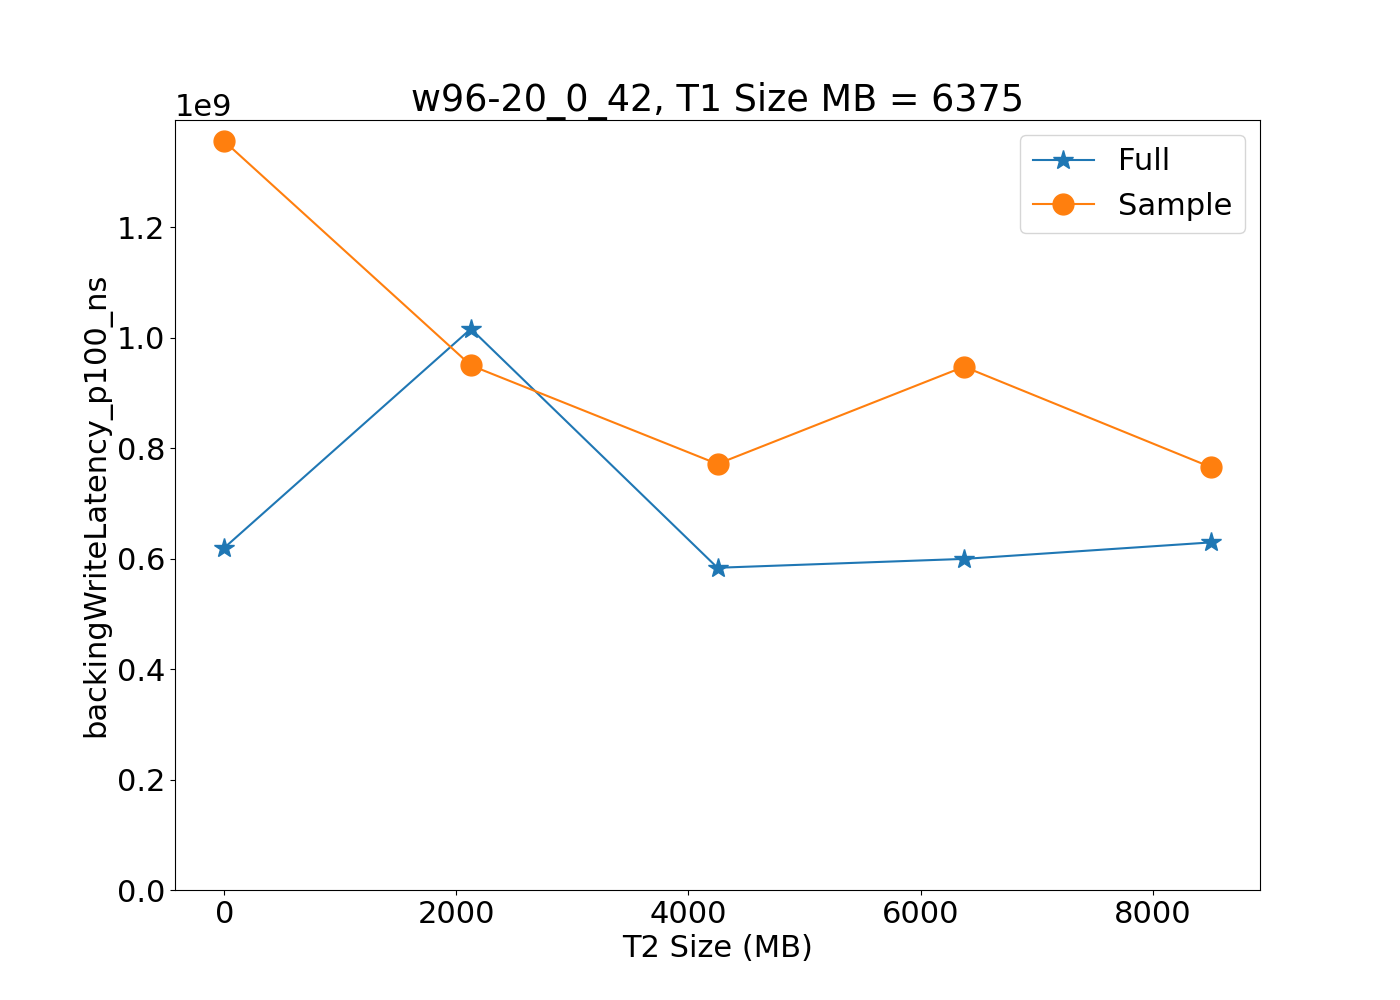 w96-20_0_42, T1 Size MB = 6375
1e9
Full
Sample
1.2
1.0
0.8
0.6
0.4
0.2
0.0
backingWriteLatency_p100_ns
0 2000 4000 6000 8000
T2 Size (MB)